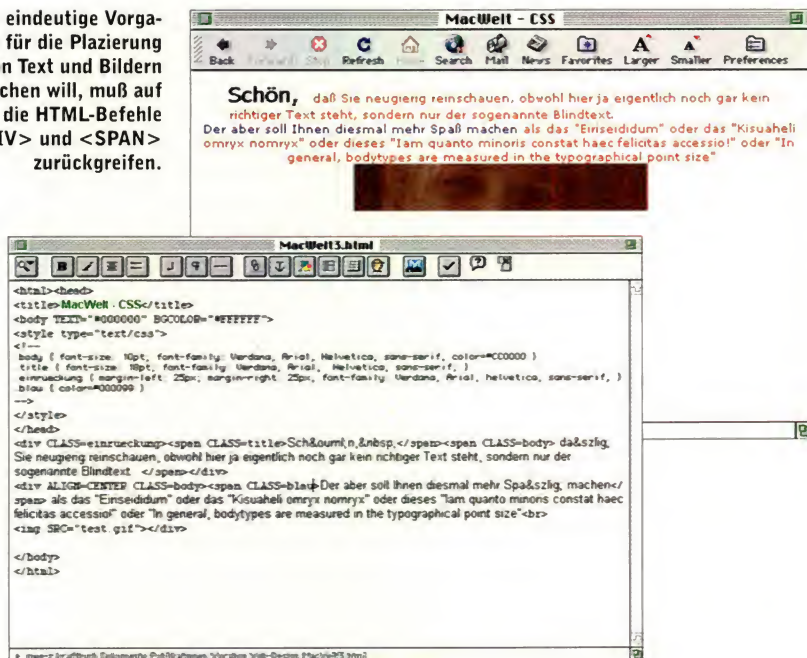 eindeutige Vorga-
für die Plazierung
n Text und Bildern
chen will, muß auf
die HTML-Befehle
IV> und <SPAN>
zurückgreifen.
MacWelt - CSS
Back Forward Stop Refresh Home Search Mail News Favorites Larger Smaller Preferences
Schön, daß Sie neugierig reinschauen, obwohl hier ja eigentlich noch gar kein
richtiger Text steht, sondern nur der sogenannte Blindtext.
Der aber soll Ihnen diesmal mehr Spaß machen als das "Einseididum" oder das "Kisuaheli
omryx nomryx" oder dieses "Iam quanto minoris constat haec felicitas accessio!" oder "In
general, bodytypes are measured in the typographical point size"
MacWelt3.html
<html><head>
<title>MacWelt - CSS</title>
<body TEXT="#000000" BGCOLOR="#FFFFFF">
<style type="text/css">
<!--
body { font-size: 10pt; font-family: Verdana, Arial, Helvetica, sans-serif, color=#CC0000 }
title { font-size: 18pt; font-family: Verdana, Arial, Helvetica, sans-serif, }
einrueckung { margin-left: 25px; margin-right: 25px, font-family: Verdana, Arial, helvetica, sans-serif, }
blau { color=#000099 }
-->
</style>
</head>
<div CLASS=einrueckung><span CLASS=title>Sch&ouml;n,&nbsp;</span><span CLASS=body> da&szlig;
Sie neugierig reinschauen, obwohl hier ja eigentlich noch gar kein richtiger Text steht, sondern nur der
sogenannte Blindtext </span></div>
<div ALIGN=CENTER CLASS=body><span CLASS=blau>Der aber soll Ihnen diesmal mehr Spa&szlig; machen</
span> als das "Einseididum" oder das "Kisuaheli omryx nomryx" oder dieses "Iam quanto minoris constat haec
felicitas accessio!" oder "In general, bodytypes are measured in the typographical point size"<br>
<img SRC="test.gif"></div>
</body>
</html>
MacWelt3.html